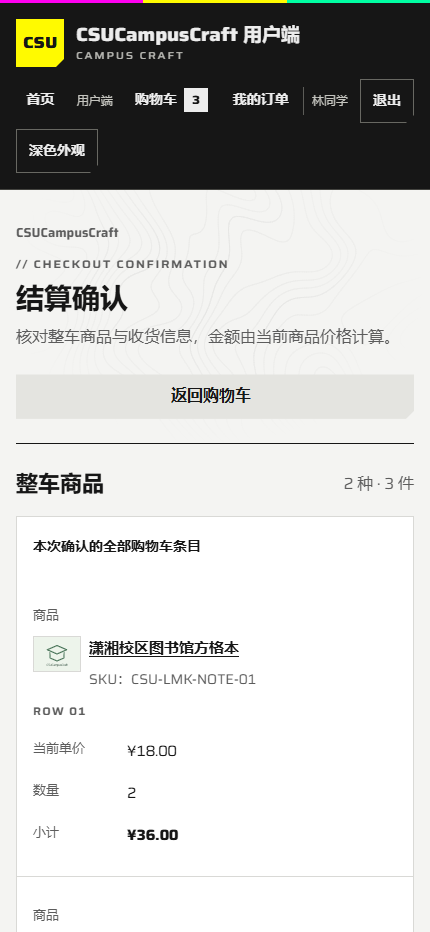 CSU
CSUCampusCraft 用户端
CAMPUS CRAFT
首页 用户端 购物车 3 我的订单 林同学 退出
深色外观
CSUCampusCraft
// CHECKOUT CONFIRMATION
结算确认
核对整车商品与收货信息，金额由当前商品价格计算。
返回购物车
整车商品 2 种 · 3 件
本次确认的全部购物车条目
商品
潇湘校区图书馆方格本
SKU：CSU-LMK-NOTE-01
ROW 01
当前单价 ¥18.00
数量 2
小计 ¥36.00
商品